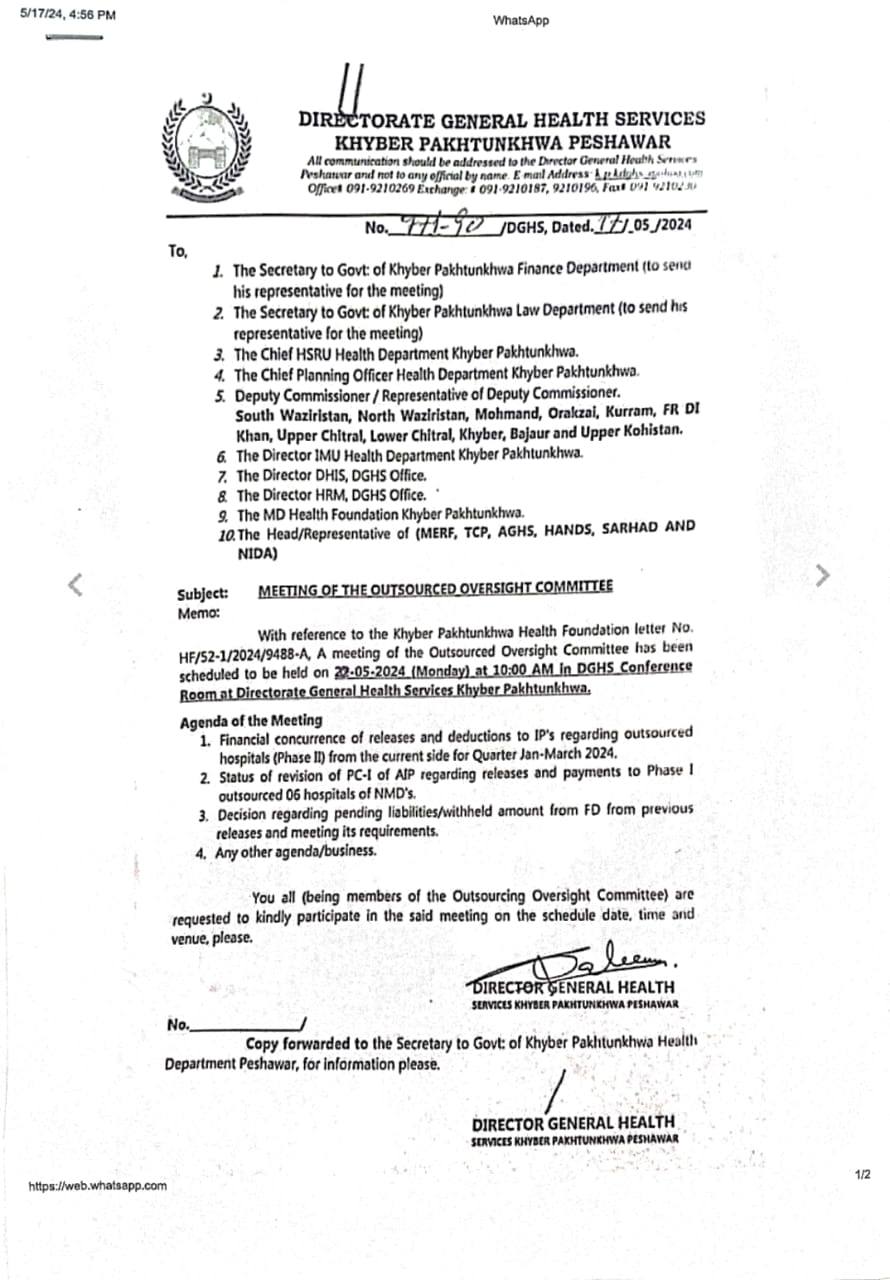 5/17/24, 4:56 PM
WhatsApp
DIRECTORATE GENERAL HEALTH SERVICES
KHYBER PAKHTUNKHWA PESHAWAR
All communication should be addressed to the Director General Health Services
Peshawar and not to any official by name. E mail Address
Office# 091-9210269 Exchange: # 091-9210187, 9210196, Fax# 091
No. /DGHS, Dated. 17/ 05 /2024
To,
1. The Secretary to Govt: of Khyber Pakhtunkhwa Finance Department (to send
his representative for the meeting)
2. The Secretary to Govt: of Khyber Pakhtunkhwa Law Department (to send his
representative for the meeting)
3. The Chief HSRU Health Department Khyber Pakhtunkhwa.
4. The Chief Planning Officer Health Department Khyber Pakhtunkhwa.
5. Deputy Commissioner / Representative of Deputy Commissioner.
South Waziristan, North Waziristan, Mohmand, Orakzai, Kurram, FR DI
Khan, Upper Chitral, Lower Chitral, Khyber, Bajaur and Upper Kohistan.
6. The Director IMU Health Department Khyber Pakhtunkhwa.
7. The Director DHIS, DGHS Office.
8. The Director HRM, DGHS Office.
9. The MD Health Foundation Khyber Pakhtunkhwa.
10. The Head/Representative of (MERF, TCP, AGHS, HANDS, SARHAD AND
NIDA)
Subject: MEETING OF THE OUTSOURCED OVERSIGHT COMMITTEE
Memo:
With reference to the Khyber Pakhtunkhwa Health Foundation letter No.
HF/52-1/2024/9488-A, A meeting of the Outsourced Oversight Committee has been
scheduled to be held on 22-05-2024 (Monday) at 10:00 AM in DGHS Conference
Room at Directorate General Health Services Khyber Pakhtunkhwa.
Agenda of the Meeting
1. Financial concurrence of releases and deductions to IP's regarding outsourced
hospitals (Phase II) from the current side for Quarter Jan-March 2024.
2. Status of revision of PC-I of AIP regarding releases and payments to Phase I
outsourced 06 hospitals of NMD's.
3. Decision regarding pending liabilities/withheld amount from FD from previous
releases and meeting its requirements.
4. Any other agenda/business.
You all (being members of the Outsourcing Oversight Committee) are
requested to kindly participate in the said meeting on the schedule date, time and
venue, please.
DIRECTOR GENERAL HEALTH
SERVICES KHYBER PAKHTUNKHWA PESHAWAR
No.__________/
Copy forwarded to the Secretary to Govt: of Khyber Pakhtunkhwa Health
Department Peshawar, for information please.
DIRECTOR GENERAL HEALTH
SERVICES KHYBER PAKHTUNKHWA PESHAWAR
https://web.whatsapp.com
1/2